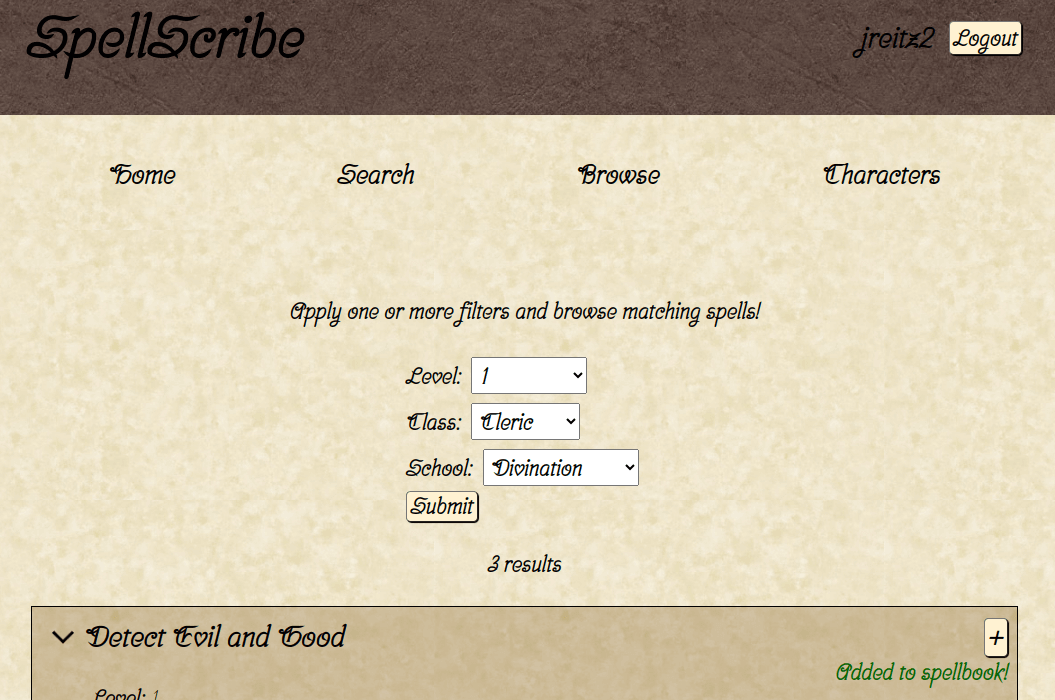 SpellScribe
jreitz2 Logout
Home Search Browse Characters
Apply one or more filters and browse matching spells!
Level: 1
Class: Cleric
School: Divination
Submit
3 results
Detect Evil and Good +
Added to spellbook!
Level: 1